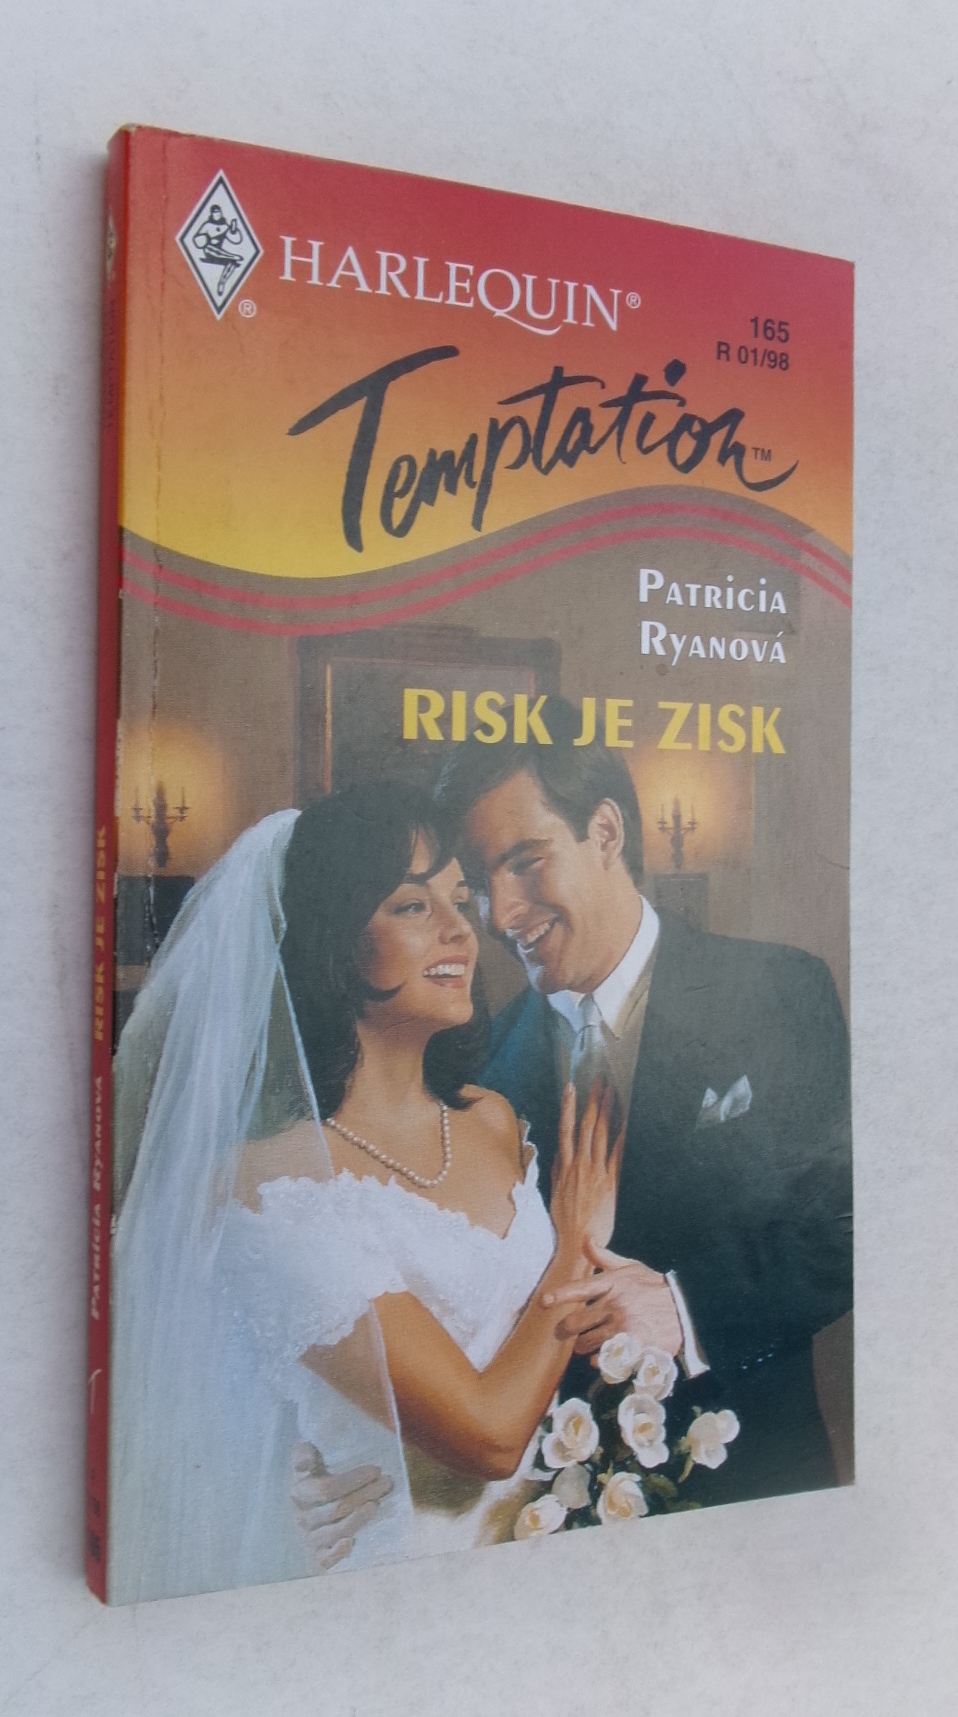 HARLEQUIN®
®
165
R 01/98
Temptation™
PATRICIA
RYANOVÁ
RISK JE ZISK
PATRICIA RYANOVÁ RISK JE ZISK